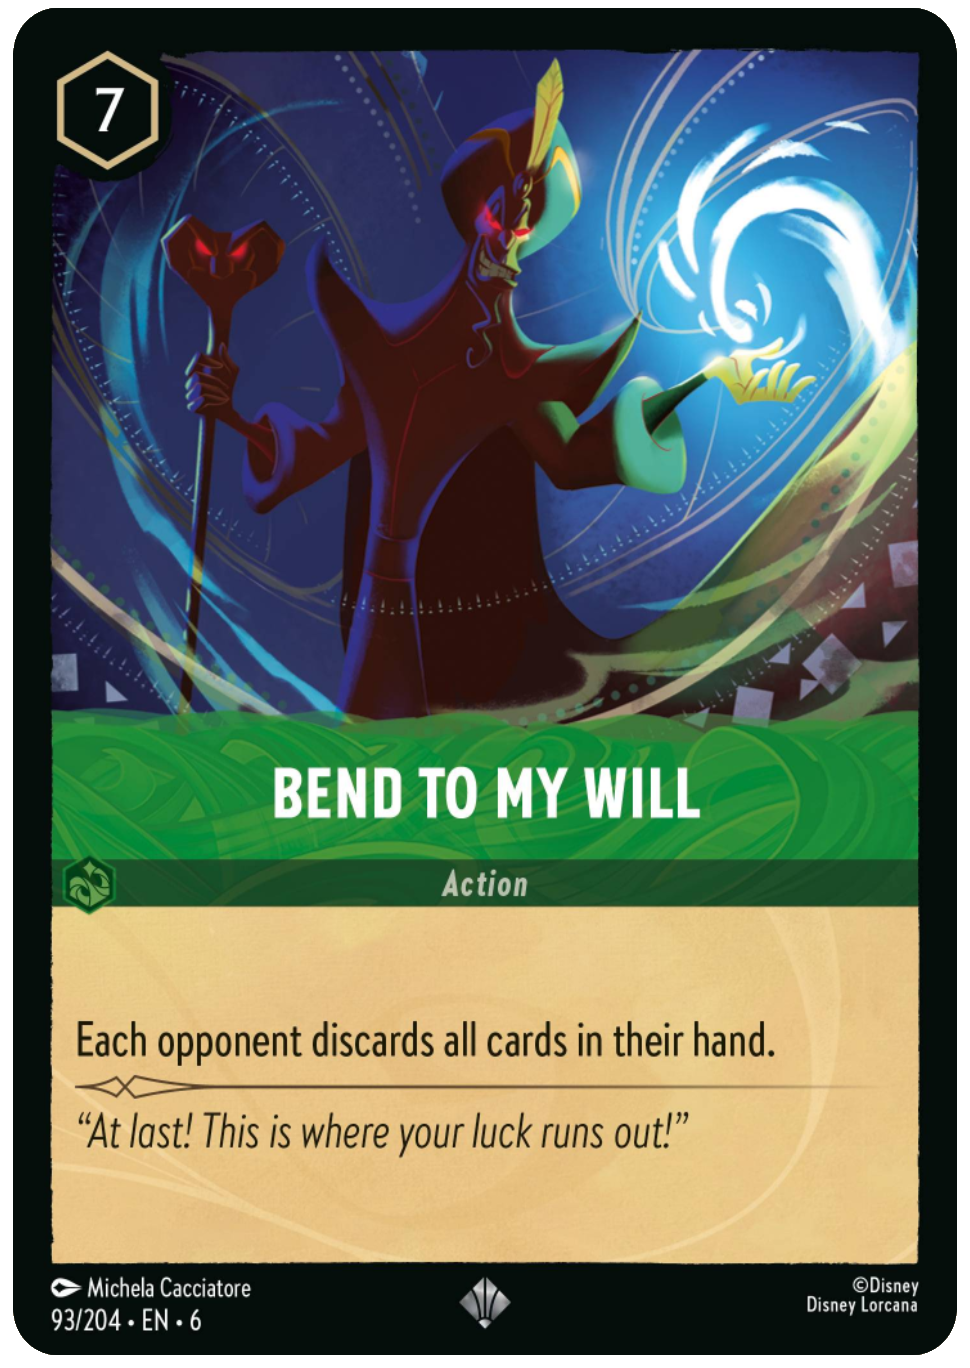 7
BEND TO MY WILL
Action
Each opponent discards all cards in their hand.
“At last! This is where your luck runs out!”
Michela Cacciatore
93/204 • EN • 6
©Disney
Disney Lorcana